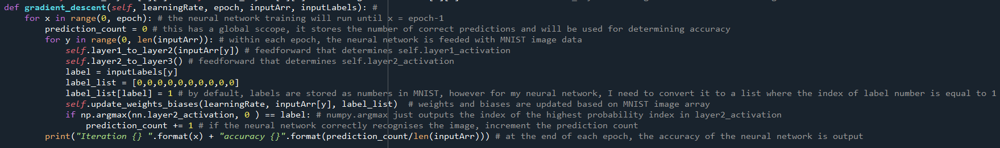 def gradient_descent(self, learningRate, epoch, inputArr, inputLabels): #
for x in range(0, epoch): # the neural network training will run until x = epoch-1
prediction_count = 0 # this has a global sccope, it stores the number of correct predictions and will be used for determining accuracy
for y in range(0, len(inputArr)): # within each epoch, the neural network is feeded with MNIST image data
self.layer1_to_layer2(inputArr[y]) # feedforward that determines self.layer1_activation
self.layer2_to_layer3() # feedforward that determines self.layer2_activation
label = inputLabels[y]
label_list = [0,0,0,0,0,0,0,0,0,0]
label_list[label] = 1 # by default, labels are stored as numbers in MNIST, however for my neural network, I need to convert it to a list where the index of label number is equal to 1
self.update_weights_biases(learningRate, inputArr[y], label_list)  # weights and biases are updated based on MNIST image array
if np.argmax(nn.layer2_activation, 0 ) == label: # numpy.argmax just outputs the index of the highest probability index in layer2_activation
prediction_count += 1 # if the neural network correctly recognises the image, increment the prediction count
print("Iteration {} ".format(x) + "accuracy {}".format(prediction_count/len(inputArr))) # at the end of each epoch, the accuracy of the neural network is output